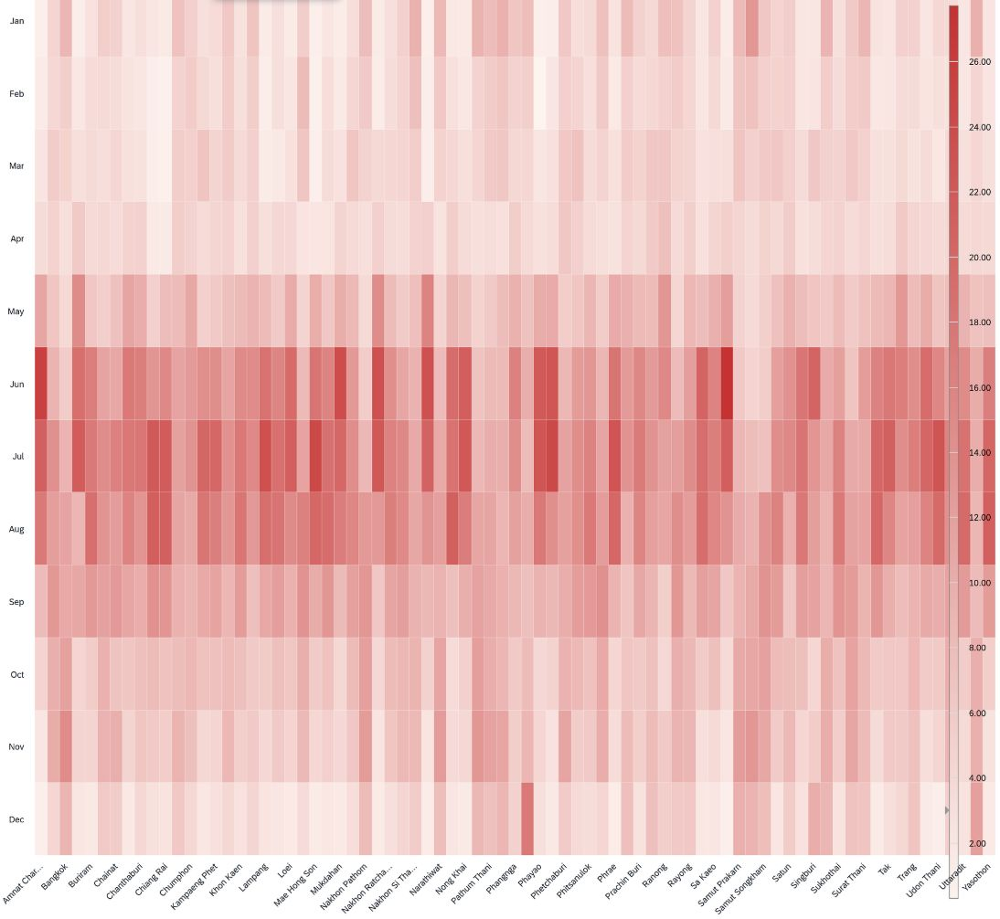 Jan
Feb
Mar
Apr
May
Jun
Jul
Aug
Sep
Oct
Nov
Dec
26.00
24.00
22.00
20.00
18.00
16.00
14.00
12.00
10.00
8.00
6.00
4.00
2.00
Amnat Char...
Bangkok
Buriram
Chainat
Chanthaburi
Chiang Rai
Chumphon
Kampaeng Phet
Khon Kaen
Lampang
Loei
Mae Hong Son
Mukdahan
Nakhon Pathom
Nakhon Ratcha...
Nakhon Si Tha...
Narathiwat
Nong Khai
Pathum Thani
Phangnga
Phayao
Phetchaburi
Phitsanulok
Phrae
Prachin Buri
Ranong
Rayong
Sa Kaeo
Samut Prakarn
Samut Songkham
Satun
Singburi
Sukhothai
Surat Thani
Tak
Trang
Udon Thani
Uttaradit
Yasothon